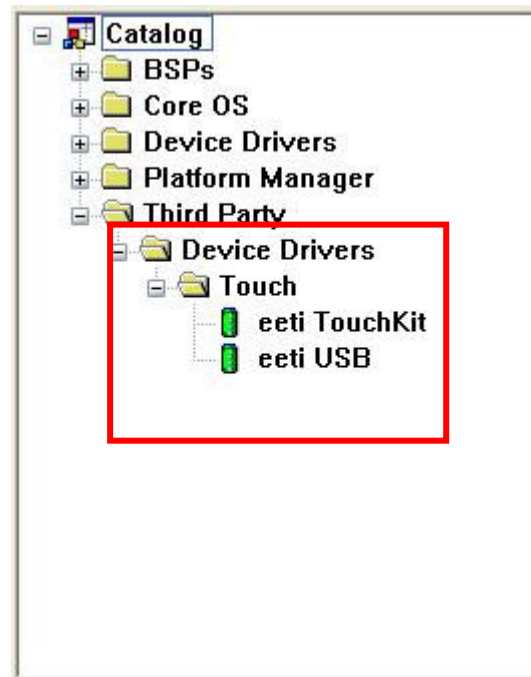 Catalog
BSPs
Core OS
Device Drivers
Platform Manager
Third Party
Device Drivers
Touch
eeti TouchKit
eeti USB